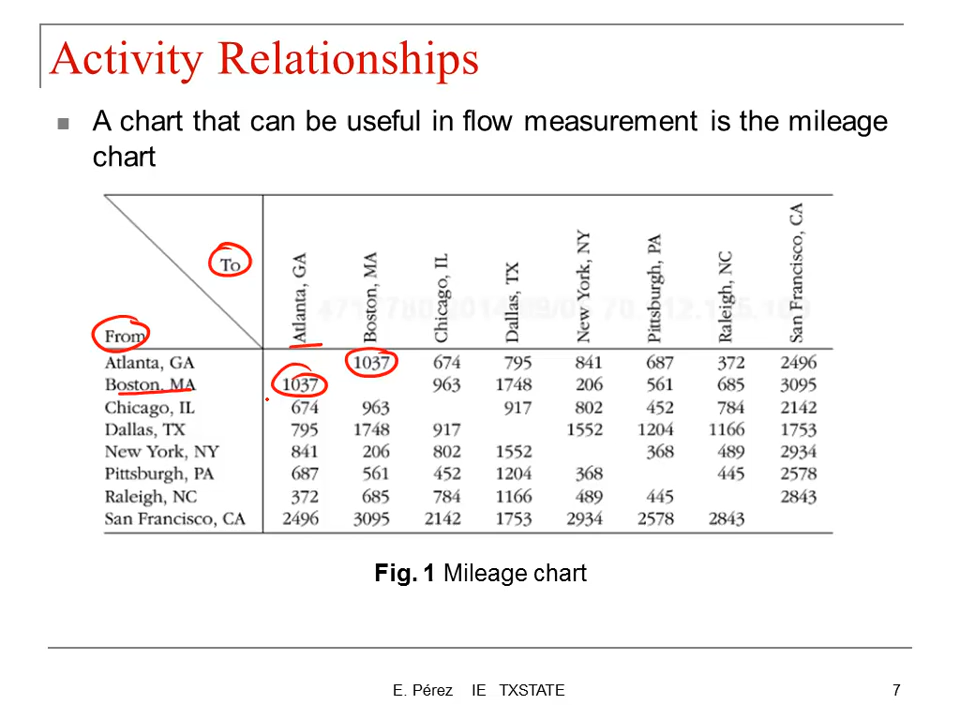 Activity Relationships
A chart that can be useful in flow measurement is the mileage
chart
To
From
Atlanta, GA
Boston, MA
Chicago, IL
Dallas, TX
New York, NY
Pittsburgh, PA
Raleigh, NC
San Francisco, CA
Atlanta, GA 1037 674 795 841 687 372 2496
Boston, MA 1037 963 1748 206 561 685 3095
Chicago, IL 674 963 917 802 452 784 2142
Dallas, TX 795 1748 917 1552 1204 1166 1753
New York, NY 841 206 802 1552 368 489 2934
Pittsburgh, PA 687 561 452 1204 368 445 2578
Raleigh, NC 372 685 784 1166 489 445 2843
San Francisco, CA 2496 3095 2142 1753 2934 2578 2843
Fig. 1 Mileage chart
E. Pérez IE TXSTATE 7